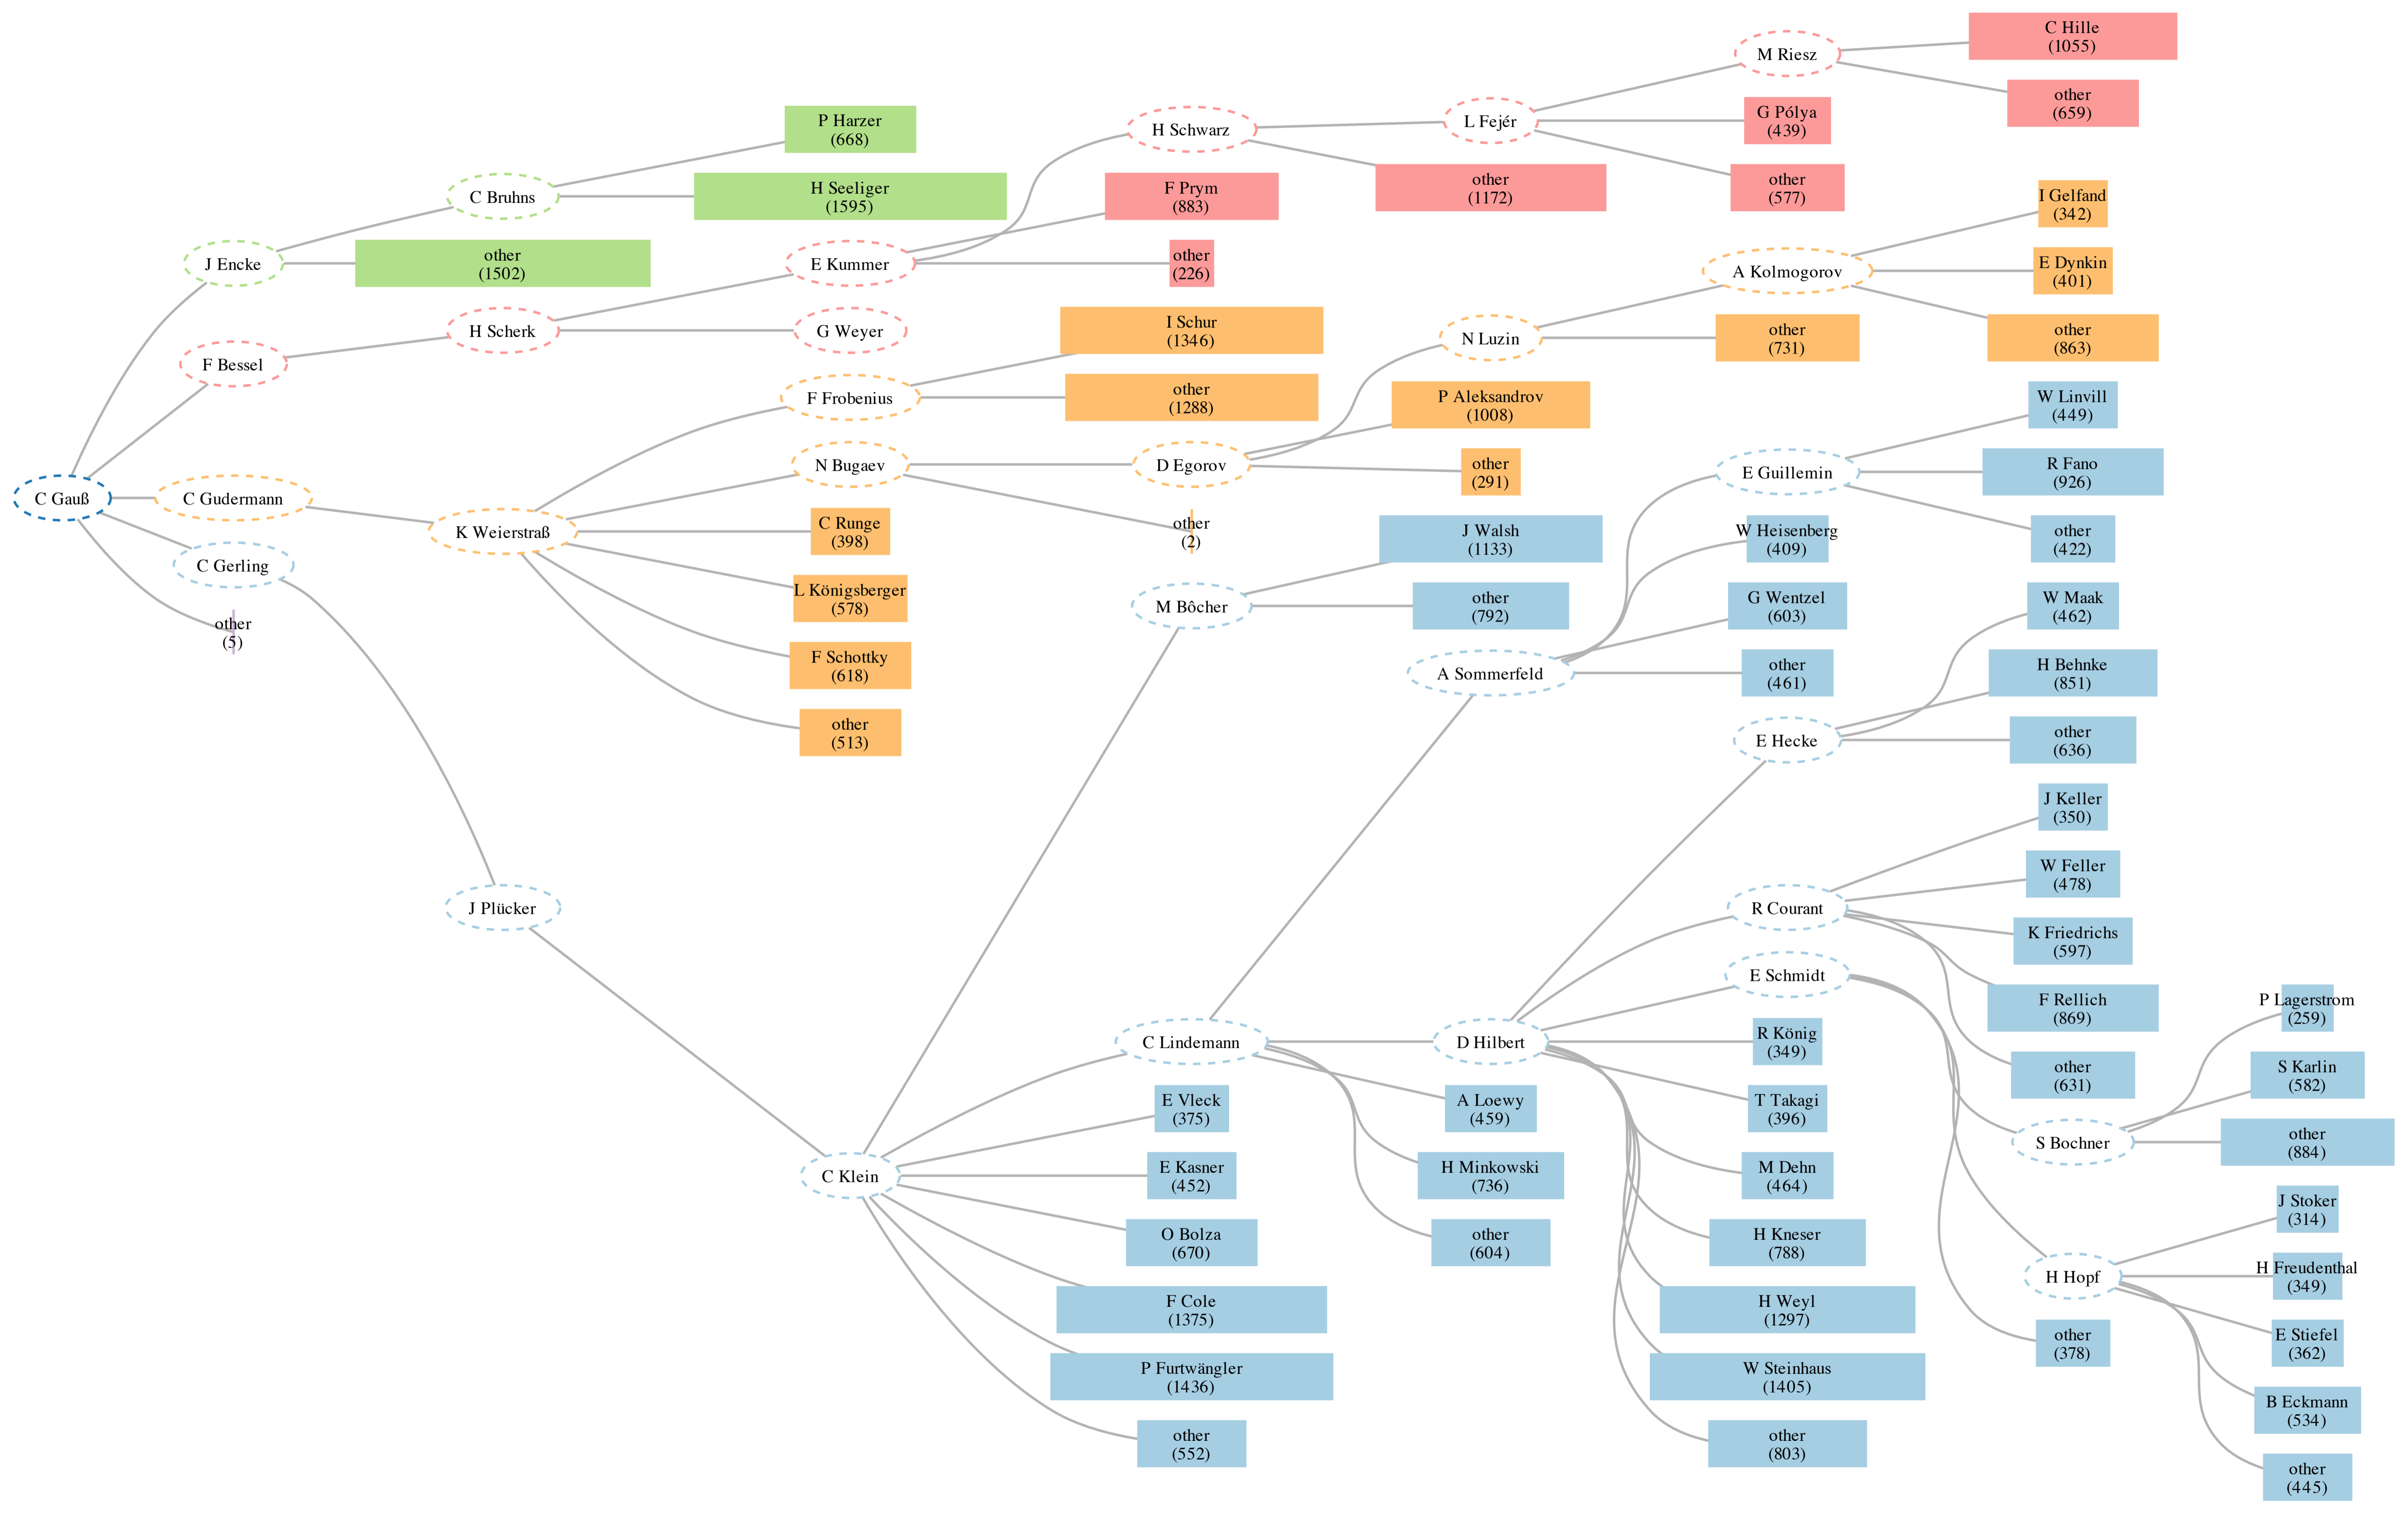 C Gauß
J Encke
F Bessel
C Gudermann
C Gerling
other
(5)
C Bruhns
other
(1502)
H Scherk
K Weierstraß
J Plücker
P Harzer
(668)
H Seeliger
(1595)
E Kummer
G Weyer
F Frobenius
N Bugaev
C Runge
(398)
L Königsberger
(578)
F Schottky
(618)
other
(513)
C Klein
H Schwarz
F Prym
(883)
other
(226)
I Schur
(1346)
other
(1288)
D Egorov
other
(2)
M Bôcher
C Lindemann
E Vleck
(375)
E Kasner
(452)
O Bolza
(670)
F Cole
(1375)
P Furtwängler
(1436)
other
(552)
L Fejér
other
(1172)
N Luzin
P Aleksandrov
(1008)
other
(291)
J Walsh
(1133)
other
(792)
A Sommerfeld
D Hilbert
A Loewy
(459)
H Minkowski
(736)
other
(604)
M Riesz
G Pólya
(439)
other
(577)
A Kolmogorov
other
(731)
E Guillemin
W Heisenberg
(409)
G Wentzel
(603)
other
(461)
E Hecke
R Courant
E Schmidt
R König
(349)
T Takagi
(396)
M Dehn
(464)
H Kneser
(788)
H Weyl
(1297)
W Steinhaus
(1405)
other
(803)
C Hille
(1055)
other
(659)
I Gelfand
(342)
E Dynkin
(401)
other
(863)
W Linvill
(449)
R Fano
(926)
other
(422)
W Maak
(462)
H Behnke
(851)
other
(636)
J Keller
(350)
W Feller
(478)
K Friedrichs
(597)
F Rellich
(869)
other
(631)
S Bochner
H Hopf
other
(378)
P Lagerstrom
(259)
S Karlin
(582)
other
(884)
J Stoker
(314)
H Freudenthal
(349)
E Stiefel
(362)
B Eckmann
(534)
other
(445)